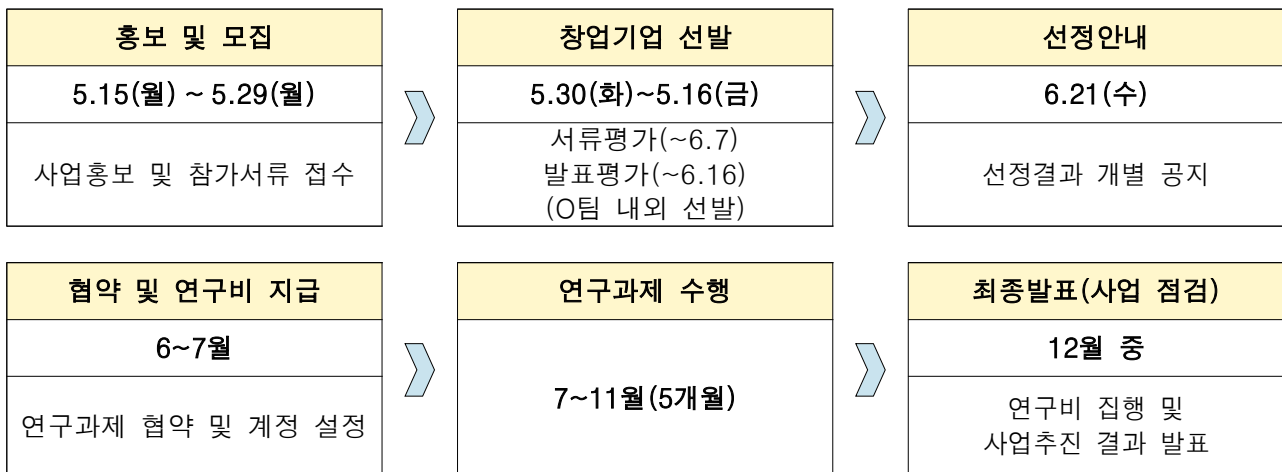 홍보 및 모집
5.15(월) ~ 5.29(월)
사업홍보 및 참가서류 접수
창업기업 선발
5.30(화)~5.16(금)
서류평가(~6.7)
발표평가(~6.16)
(O팀 내외 선발)
선정안내
6.21(수)
선정결과 개별 공지
협약 및 연구비 지급
6~7월
연구과제 협약 및 계정 설정
연구과제 수행
7~11월(5개월)
최종발표(사업 점검)
12월 중
연구비 집행 및
사업추진 결과 발표